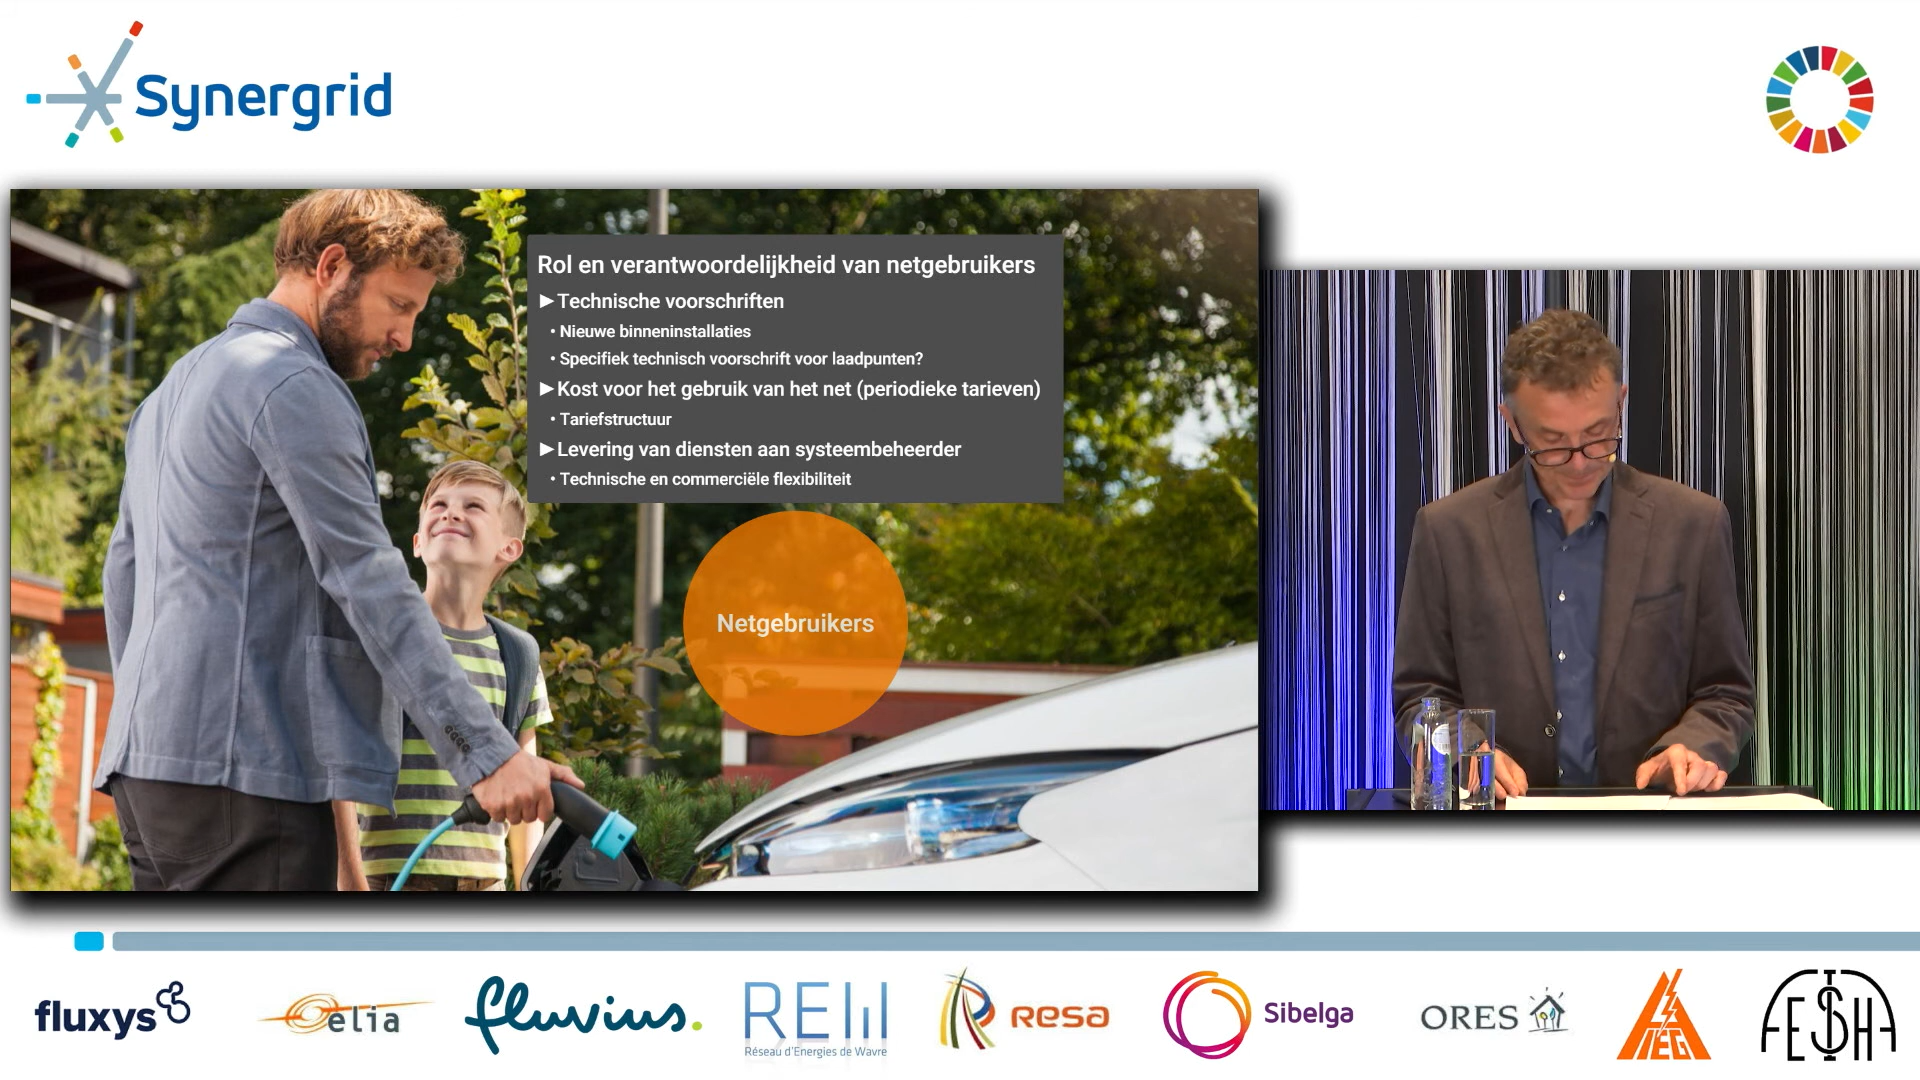 Synergrid
Rol en verantwoordelijkheid van netgebruikers
►Technische voorschriften
• Nieuwe binneninstallaties
• Specifiek technisch voorschrift voor laadpunten?
►Kost voor het gebruik van het net (periodieke tarieven)
• Tariefstructuur
►Levering van diensten aan systeembeheerder
• Technische en commerciële flexibiliteit
Netgebruikers
fluxys
elia
fluvius.
REW
Réseau d'Energies de Wavre
resa
Sibelga
ORES